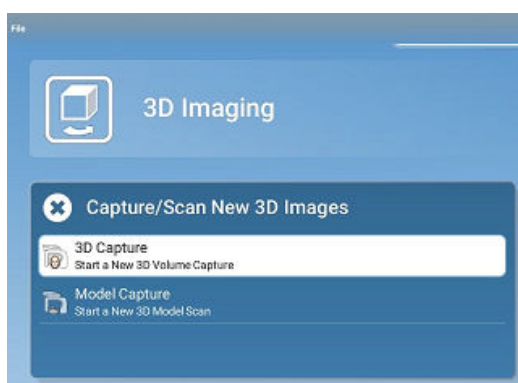 File
3D Imaging
Capture/Scan New 3D Images
3D Capture
Start a New 3D Volume Capture
Model Capture
Start a New 3D Model Scan